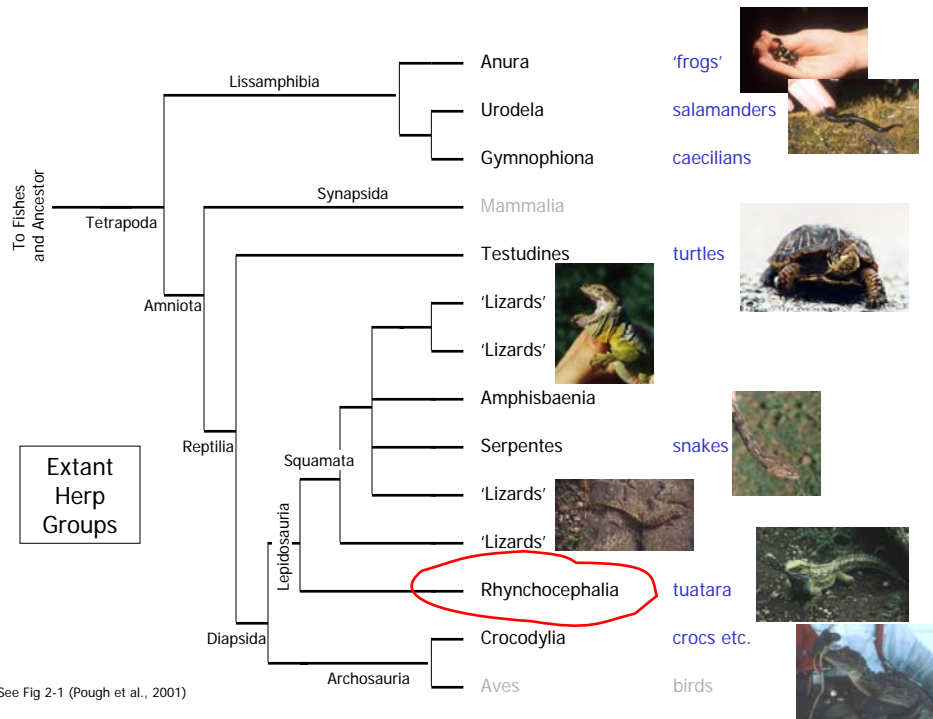 Lissamphibia
Anura 'frogs'
Urodela salamanders
Gymnophiona caecilians
To Fishes
and Ancestor
Tetrapoda
Synapsida
Mammalia
Amniota
Testudines turtles
'Lizards'
'Lizards'
Amphisbaenia
Reptilia
Squamata
Serpentes snakes
Extant
Herp
Groups
'Lizards'
Lepidosauria
'Lizards'
Rhynchocephalia tuatara
Diapsida
Crocodylia crocs etc.
Archosauria
Aves birds
See Fig 2-1 (Pough et al., 2001)